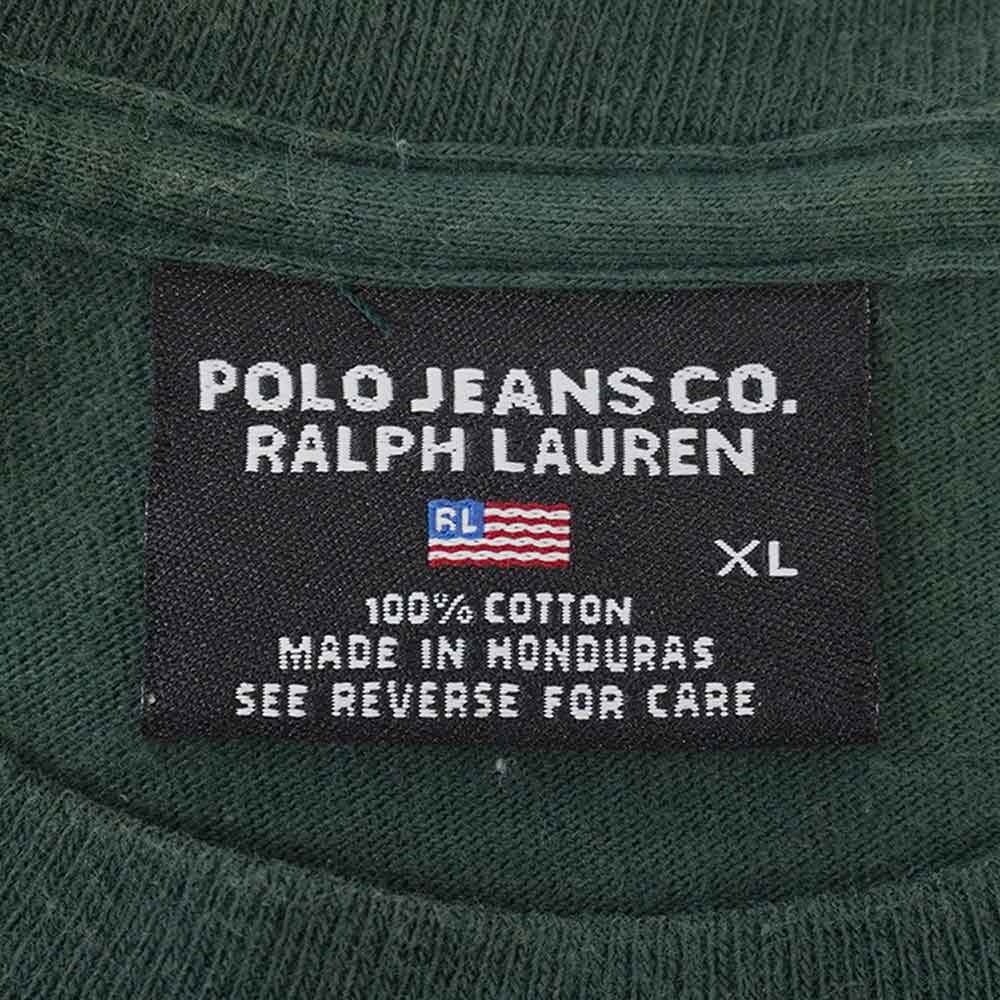 POLO JEANS CO.
RALPH LAUREN
RL
XL
100% COTTON
MADE IN HONDURAS
SEE REVERSE FOR CARE